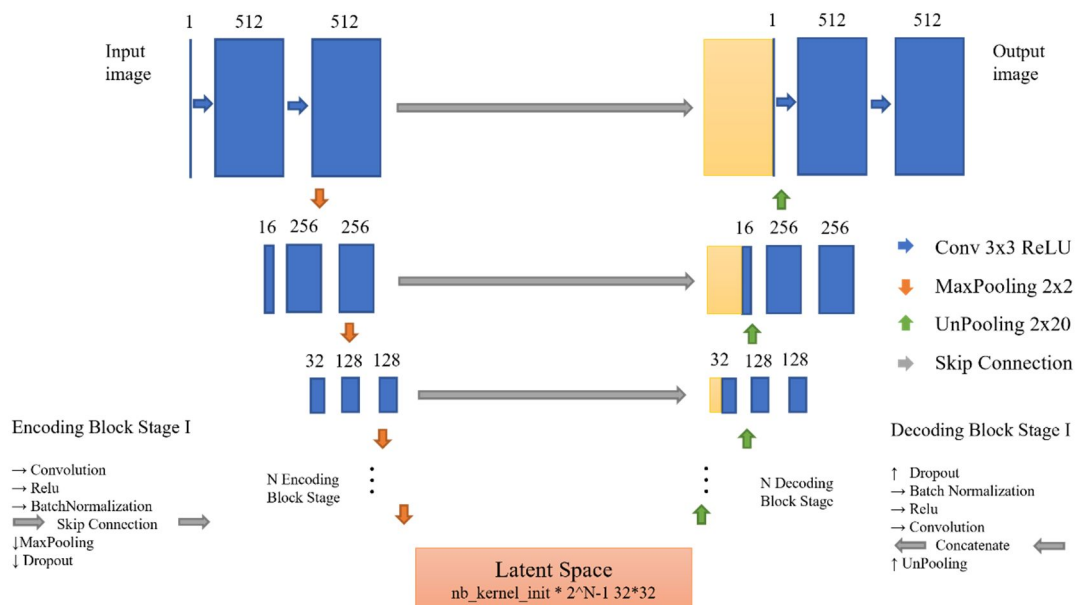 1 512 512
Input
image
1 512 512
Output
image
16 256 256
16 256 256
32 128 128
32 128 128
Conv 3x3 ReLU
MaxPooling 2x2
UnPooling 2x20
Skip Connection
Encoding Block Stage I
→ Convolution
→ Relu
→ BatchNormalization
Skip Connection
↓MaxPooling
↓ Dropout
N Encoding
Block Stage
N Decoding
Block Stage
Decoding Block Stage I
↑ Dropout
→ Batch Normalization
→ Relu
→ Convolution
Concatenate
↑ UnPooling
Latent Space
nb_kernel_init * 2^N-1 32*32